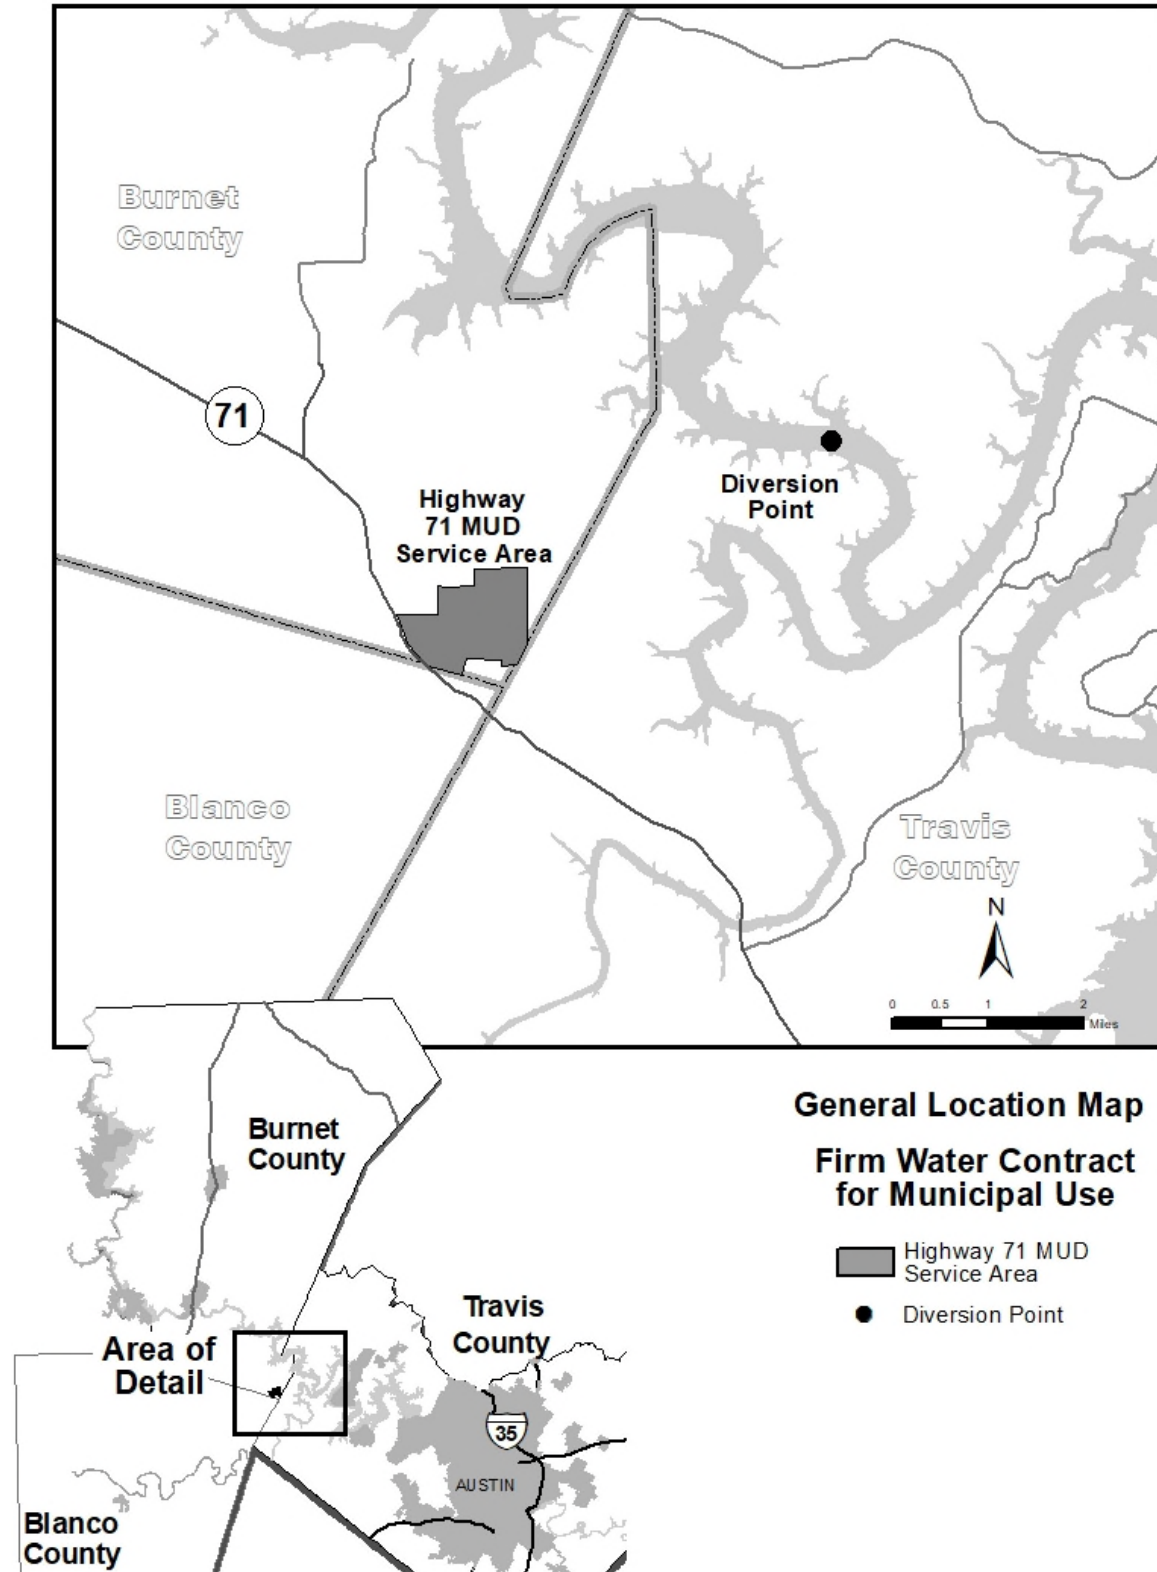 Burnet
County
71
Highway
71 MUD
Service Area
Diversion
Point
Blanco
County
Travis
County
N
0 0.5 1 2
Miles
General Location Map
Firm Water Contract
for Municipal Use
Highway 71 MUD
Service Area
Diversion Point
Burnet
County
Travis
County
Area of
Detail
35
AUSTIN
Blanco
County